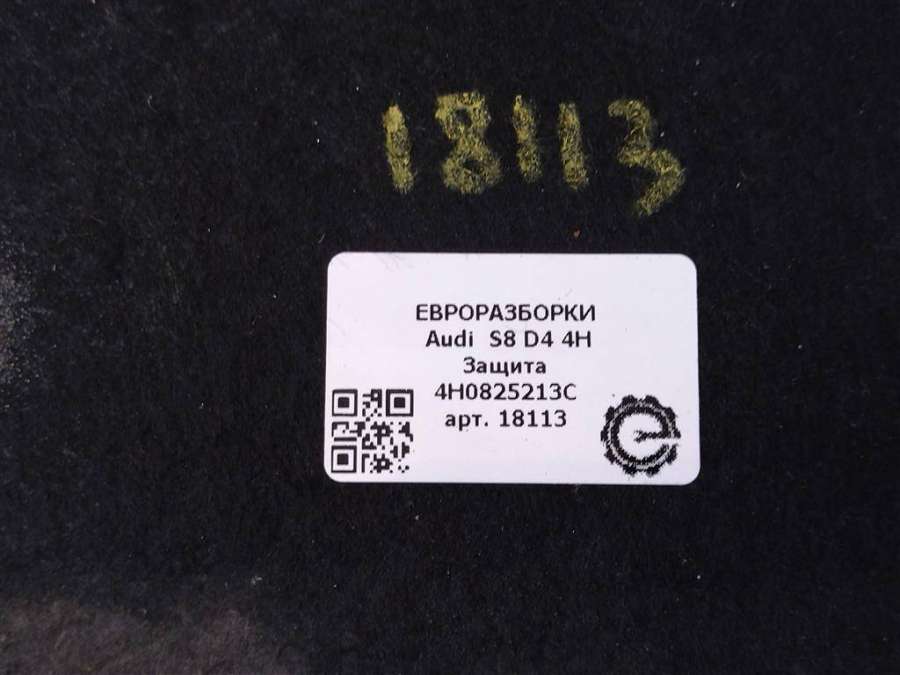 18113
ЕВРОРАЗБОРКИ
Audi S8 D4 4H
Защита
4H0825213C
арт. 18113